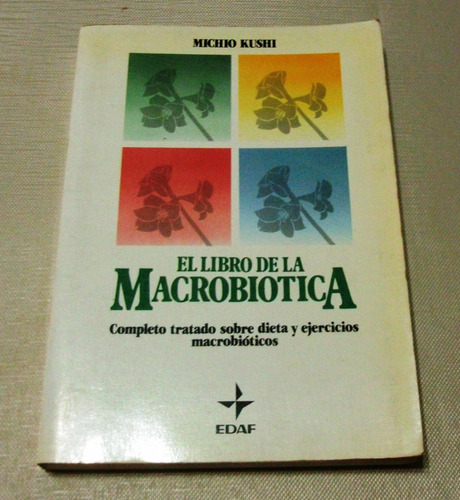 MICHIO KUSHI
EL LIBRO DE LA
MACROBIOTICA
Completo tratado sobre dieta y ejercicios
macrobióticos
EDAF